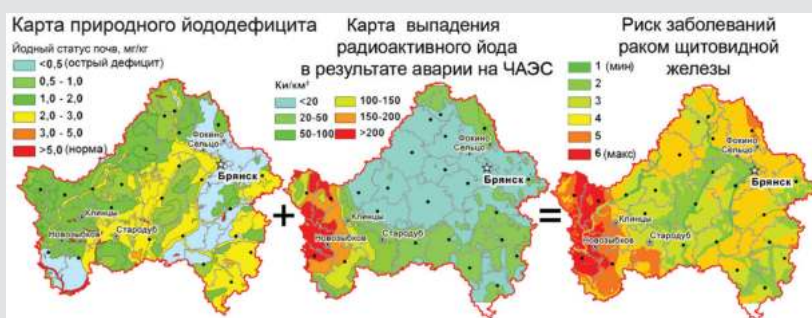 Карта природного йододефицита
Йодный статус почв, мг/кг
<0,5 (острый дефицит)
0,5 - 1,0
1,0 - 2,0
2,0 - 3,0
3,0 - 5,0
>5,0 (норма)
Фокино
Сельцо
Брянск
Клинцы
Новозыбков
Стародуб
+
Карта выпадения
радиоактивного йода
в результате аварии на ЧАЭС
Ки/км²
<20
20-50
50-100
100-150
150-200
>200
Фокино
Сельцо
Брянск
Клинцы
Новозыбков
Стародуб
=
Риск заболеваний
раком щитовидной
железы
1 (мин)
2
3
4
5
6 (макс)
Фокино
Сельцо
Брянск
Клинцы
Новозыбков
Стародуб